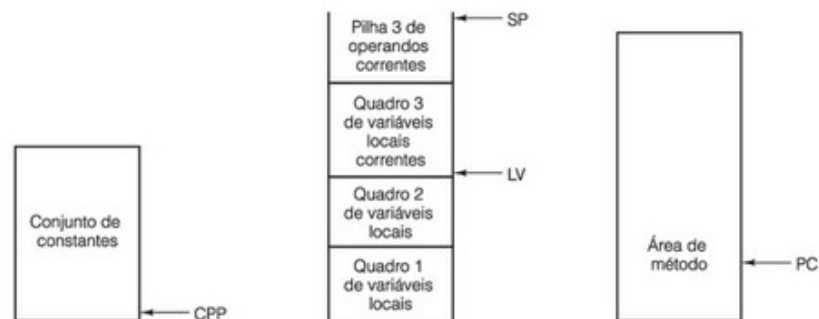 Conjunto de
constantes
CPP
Pilha 3 de
operandos
correntes
SP
Quadro 3
de variáveis
locais
correntes
LV
Quadro 2
de variáveis
locais
Quadro 1
de variáveis
locais
Área de
método
PC